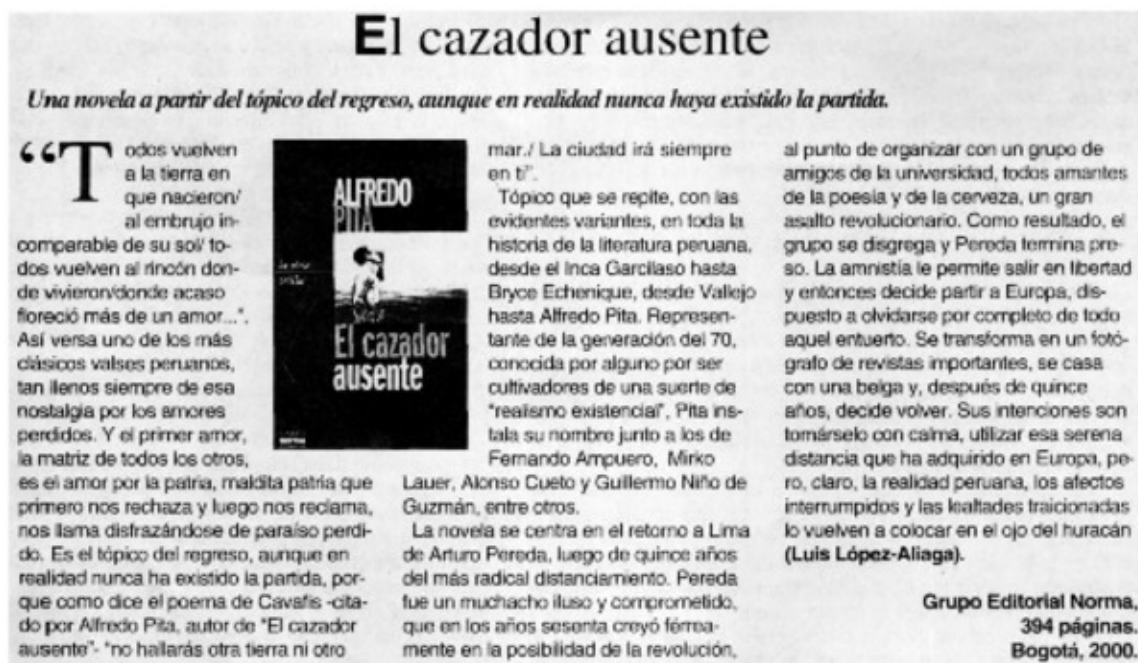 El cazador ausente
Una novela a partir del tópico del regreso, aunque en realidad nunca haya existido la partida.
“Todos vuelven
a la tierra en
que nacieron/
al embrujo in-
comparable de su sol/ to-
dos vuelven al rincón don-
de vivieron/donde acaso
floreció más de un amor...”.
Así versa uno de los más
clásicos valses peruanos,
tan llenos siempre de esa
nostalgia por los amores
perdidos. Y el primer amor,
la matriz de todos los otros,
es el amor por la patria, maldita patria que
primero nos rechaza y luego nos reclama,
nos llama disfrazándose de paraíso perdi-
do. Es el tópico del regreso, aunque en
realidad nunca ha existido la partida, por-
que como dice el poema de Cavafis -cita-
do por Alfredo Pita, autor de "El cazador
ausente"- "no hallarás otra tierra ni otro
ALFREDO
PITA
El cazador
ausente
mar./ La ciudad irá siempre
en ti".
Tópico que se repite, con las
evidentes variantes, en toda la
historia de la literatura peruana,
desde el Inca Garcilaso hasta
Bryce Echenique, desde Vallejo
hasta Alfredo Pita. Represen-
tante de la generación del 70,
conocida por alguno por ser
cultivadores de una suerte de
"realismo existencial", Pita ins-
tala su nombre junto a los de
Fernando Ampuero, Mirko
Lauer, Alonso Cueto y Guillermo Niño de
Guzmán, entre otros.
La novela se centra en el retorno a Lima
de Arturo Pereda, luego de quince años
del más radical distanciamiento. Pereda
fue un muchacho iluso y comprometido,
que en los años sesenta creyó férrea-
mente en la posibilidad de la revolución,
al punto de organizar con un grupo de
amigos de la universidad, todos amantes
de la poesía y de la cerveza, un gran
asalto revolucionario. Como resultado, el
grupo se disgrega y Pereda termina pre-
so. La amnistía le permite salir en libertad
y entonces decide partir a Europa, dis-
puesto a olvidarse por completo de todo
aquel entuerto. Se transforma en un fotó-
grafo de revistas importantes, se casa
con una belga y, después de quince
años, decide volver. Sus intenciones son
tomárselo con calma, utilizar esa serena
distancia que ha adquirido en Europa, pe-
ro, claro, la realidad peruana, los afectos
interrumpidos y las lealtades traicionadas
lo vuelven a colocar en el ojo del huracán
(Luis López-Aliaga).
Grupo Editorial Norma,
394 páginas.
Bogotá, 2000.